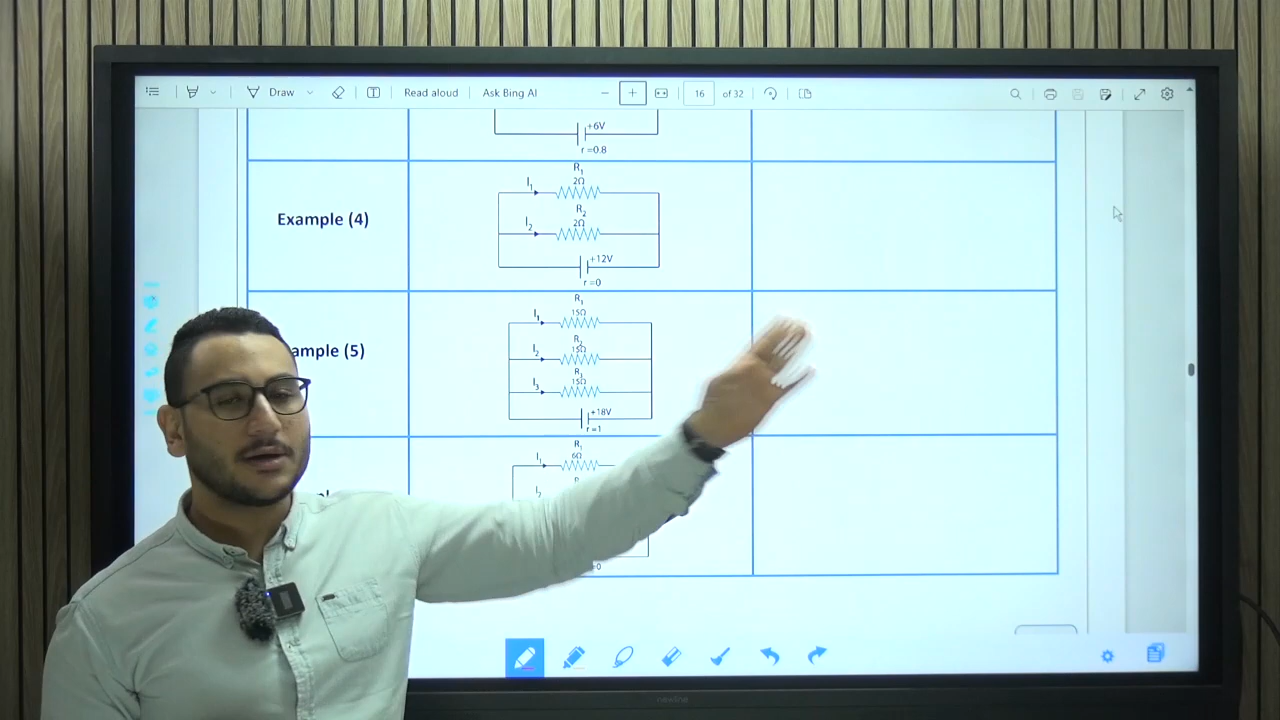 Draw
Read aloud
Ask Bing AI
16 of 32
+6V
r =0.8
Example (4)
R1
2Ω
I1
R2
2Ω
I2
+12V
r =0
ample (5)
R1
15Ω
I1
R2
15Ω
I2
R3
15Ω
I3
+18V
r =1
R1
6Ω
I1
I2
newline